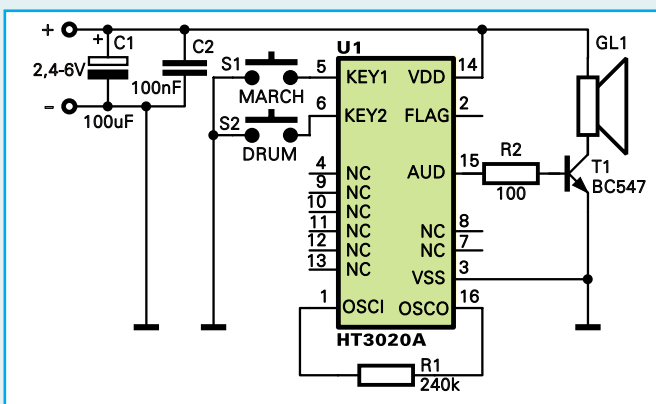 +
+
C1
2,4-6V
-
100uF
C2
100nF
S1
MARCH
S2
DRUM
U1
5
KEY1
VDD
14
6
KEY2
FLAG
2
4
NC
AUD
15
9
NC
10
NC
11
NC
NC
8
12
NC
NC
7
13
NC
VSS
3
1
OSCI
OSCO
16
HT3020A
R1
240k
R2
100
GL1
T1
BC547